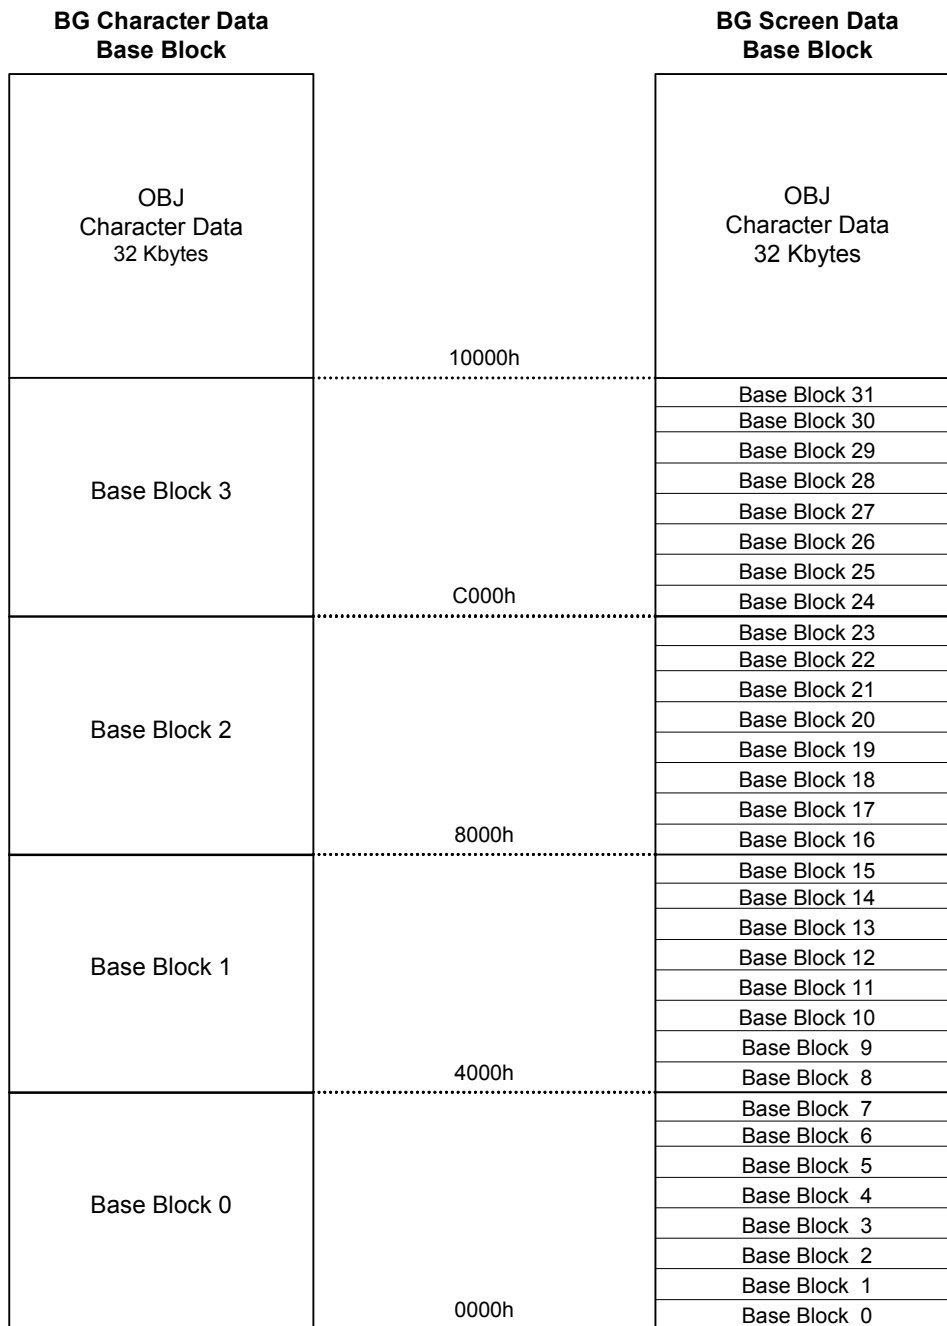 BG Character Data
Base Block
BG Screen Data
Base Block
OBJ
Character Data
32 Kbytes
OBJ
Character Data
32 Kbytes
10000h
Base Block 3
C000h
Base Block 2
8000h
Base Block 1
4000h
Base Block 0
0000h
Base Block 31
Base Block 30
Base Block 29
Base Block 28
Base Block 27
Base Block 26
Base Block 25
Base Block 24
Base Block 23
Base Block 22
Base Block 21
Base Block 20
Base Block 19
Base Block 18
Base Block 17
Base Block 16
Base Block 15
Base Block 14
Base Block 13
Base Block 12
Base Block 11
Base Block 10
Base Block 9
Base Block 8
Base Block 7
Base Block 6
Base Block 5
Base Block 4
Base Block 3
Base Block 2
Base Block 1
Base Block 0